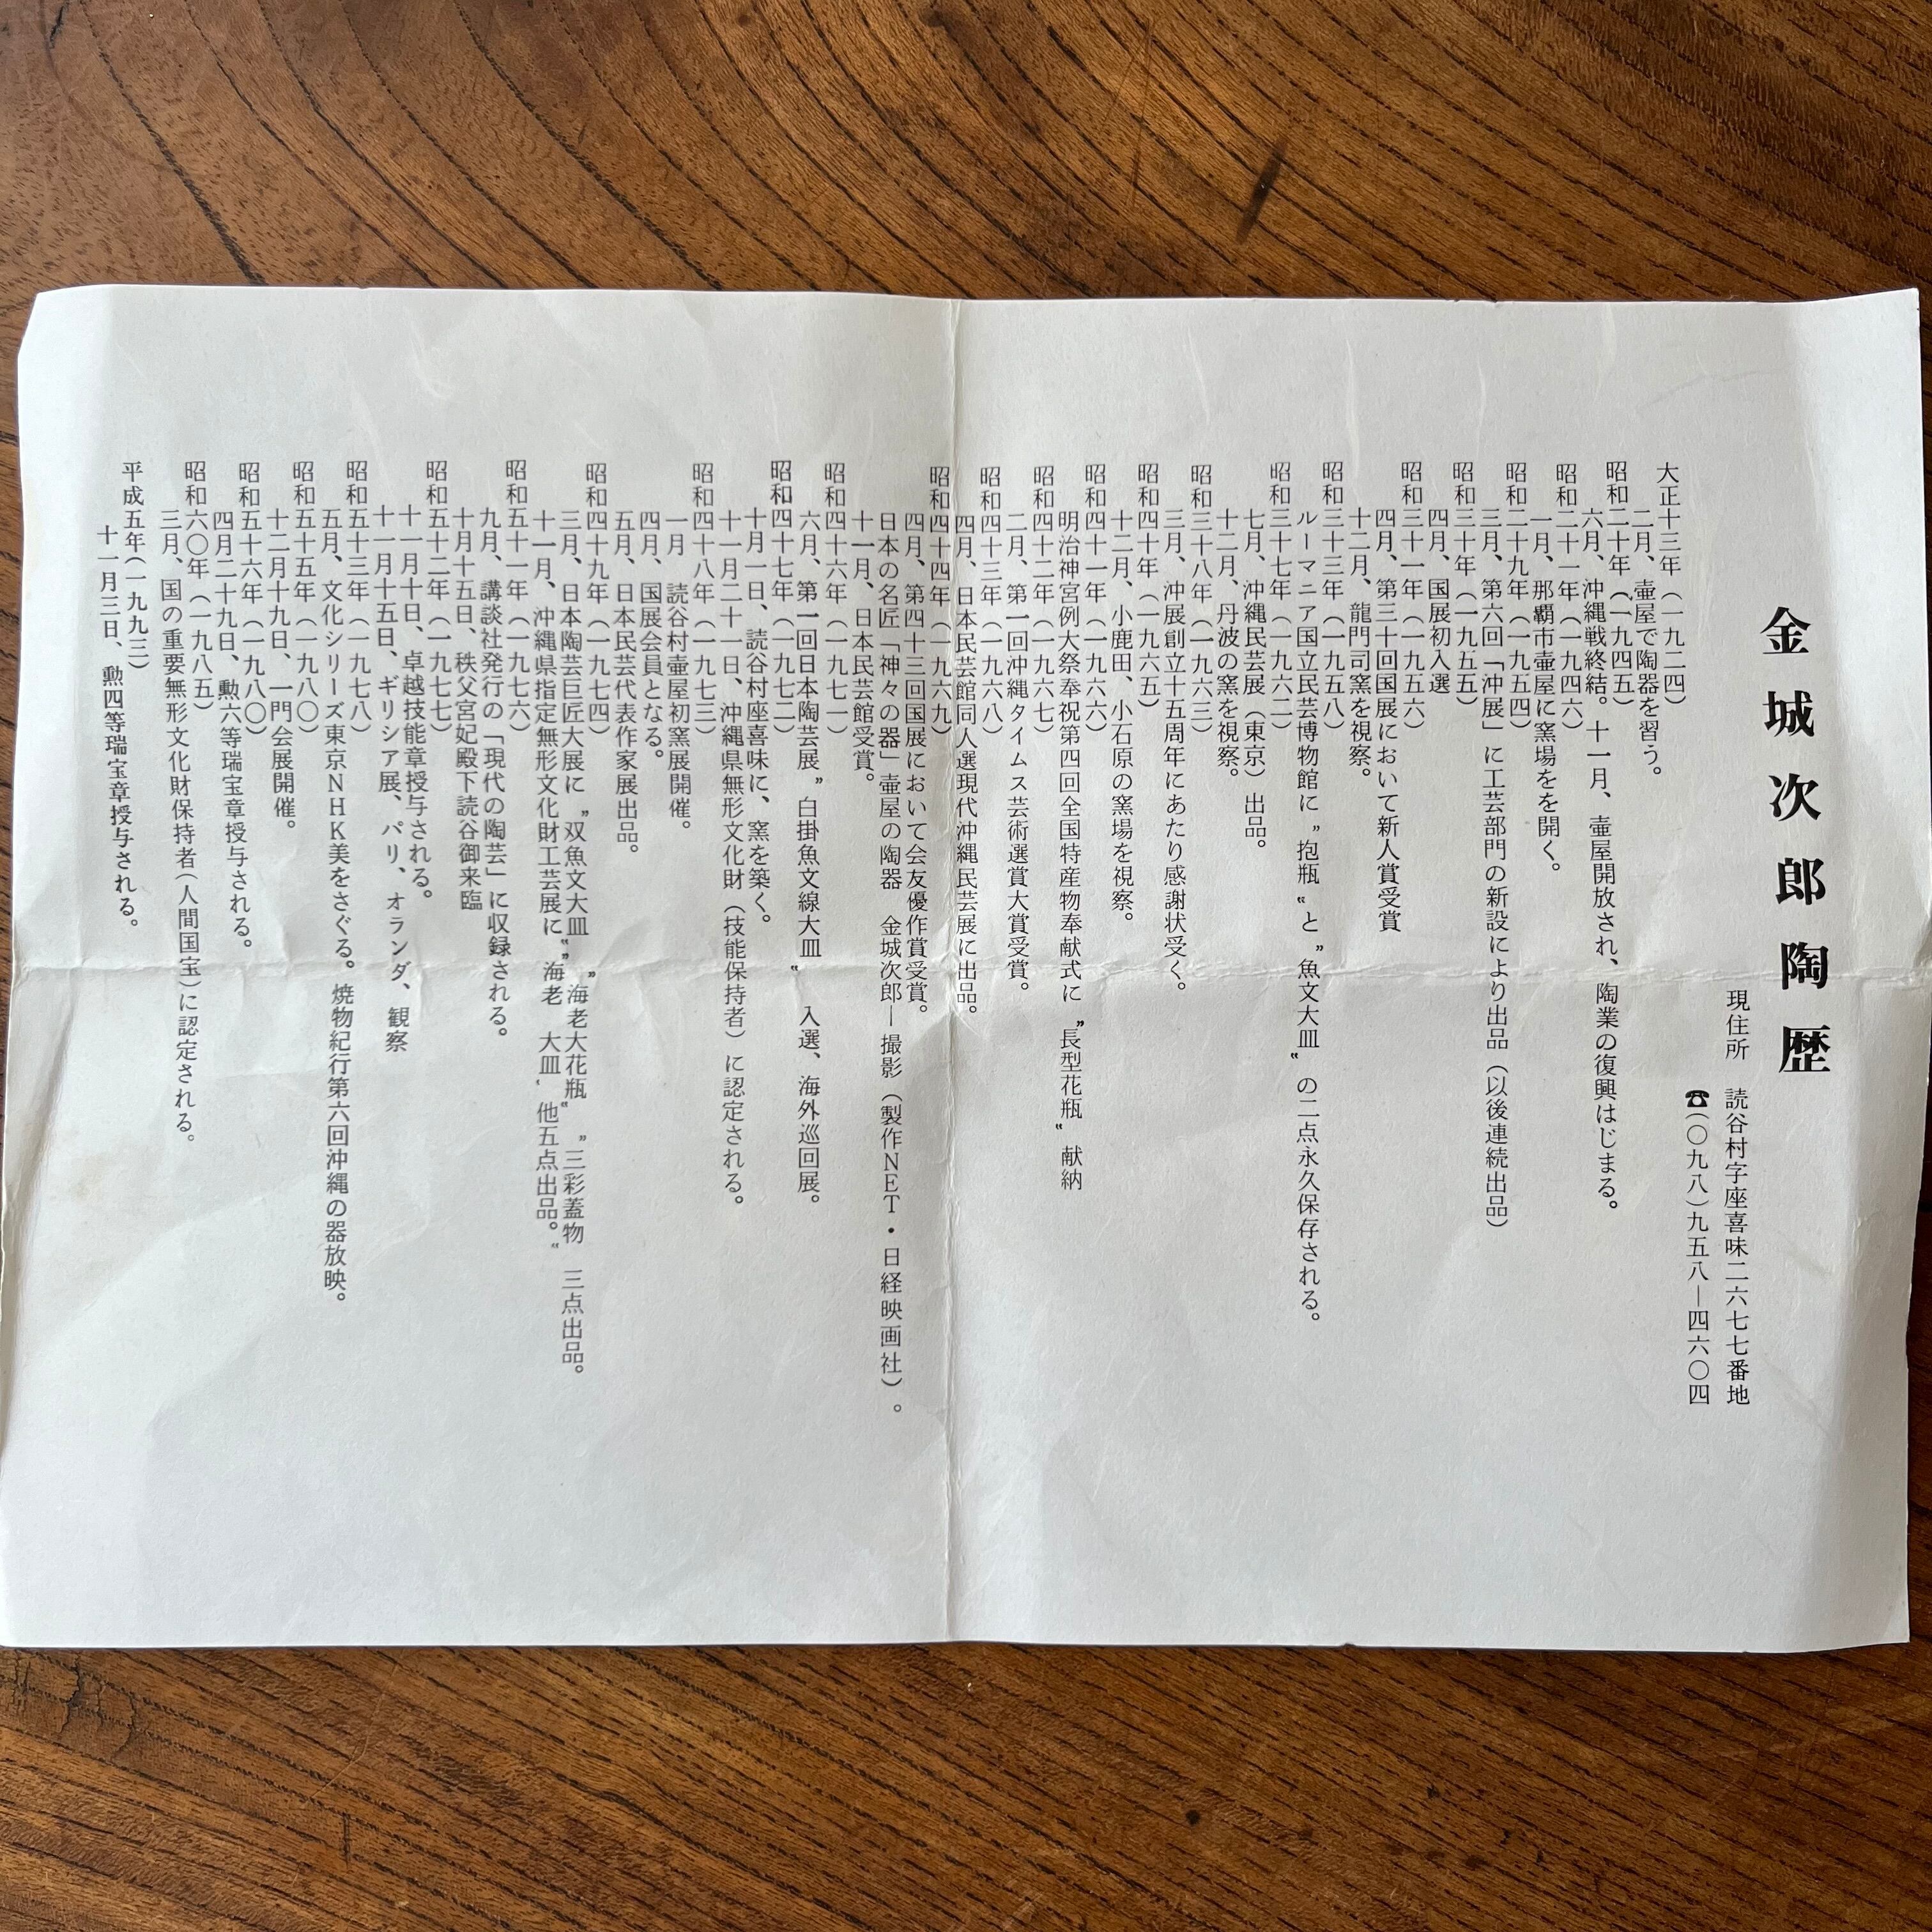 金城次郎陶歴
現住所　読谷村字座喜味二六七七番地
☎(〇九八)九五八―四六〇四
大正十三年（一九二四）
二月、壷屋で陶器を習う。
昭和二十年（一九四五）
六月、沖縄戦終結。十一月、壷屋開放され、陶業の復興はじまる。
昭和二十一年（一九四六）
一月、那覇市壷屋に窯場をを開く。
昭和二十九年（一九五四）
三月、第六回「沖展」に工芸部門の新設により出品（以後連続出品）
昭和三十年（一九五五）
四月、国展初入選
昭和三十一年（一九五六）
四月、第三十回国展において新人賞受賞
十二月、龍門司窯を視察。
昭和三十三年（一九五八）
ルーマニア国立民芸博物館に〝抱瓶〟と〝魚文大皿〟の二点永久保存される。
昭和三十七年（一九六二）
七月、沖縄民芸展（東京）出品。
十二月、丹波の窯を視察。
昭和三十八年（一九六三）
三月、沖展創立十五周年にあたり感謝状受く。
昭和四十年（一九六五）
十二月、小鹿田、小石原の窯場を視察。
昭和四十一年（一九六六）
明治神宮例大祭奉祝第四回全国特産物奉献式に〝長型花瓶〟献納
昭和四十二年（一九六七）
二月、第一回沖縄タイムス芸術選賞大賞受賞。
昭和四十三年（一九六八）
四月、日本民芸館同人選現代沖縄民芸展に出品。
昭和四十四年（一九六九）
四月、第四十三回国展において会友優作賞受賞。
日本の名匠「神々の器」壷屋の陶器　金城次郎―撮影（製作NET・日経映画社）。
十一月、日本民芸館受賞。
昭和四十六年（一九七一）
六月、第一回日本陶芸展〝白掛魚文線大皿〟入選、海外巡回展。
昭和四十七年（一九七二）
十月一日、読谷村座喜味に、窯を築く。
十一月二十一日、沖縄県無形文化財（技能保持者）に認定される。
昭和四十八年（一九七三）
一月　読谷村壷屋初窯展開催。
四月、国展会員となる。
五月、日本民芸代表作家展出品。
昭和四十九年（一九七四）
三月、日本陶芸巨匠大展に〝双魚文大皿〟〝海老大花瓶〟〝三彩蓋物　三点出品。
十一月、沖縄県指定無形文化財工芸展に〝海老　大皿〟他五点出品。〟
昭和五十一年（一九七六）
九月、講談社発行の「現代の陶芸」に収録される。
十月十五日、秩父宮妃殿下読谷御来臨
昭和五十二年（一九七七）
十一月十日、卓越技能章授与される。
十一月十五日、ギリシア展、パリ、オランダ、観察
昭和五十三年（一九七八）
五月、文化シリーズ東京NHK美をさぐる。焼物紀行第六回沖縄の器放映。
昭和五十五年（一九八〇）
十二月十九日、一門会展開催。
昭和五十六年（一九八〇）
四月二十九日、勲六等瑞宝章授与される。
昭和六〇年（一九八五）
三月、国の重要無形文化財保持者（人間国宝）に認定される。
平成五年（一九九三）
十一月三日、勲四等瑞宝章授与される。